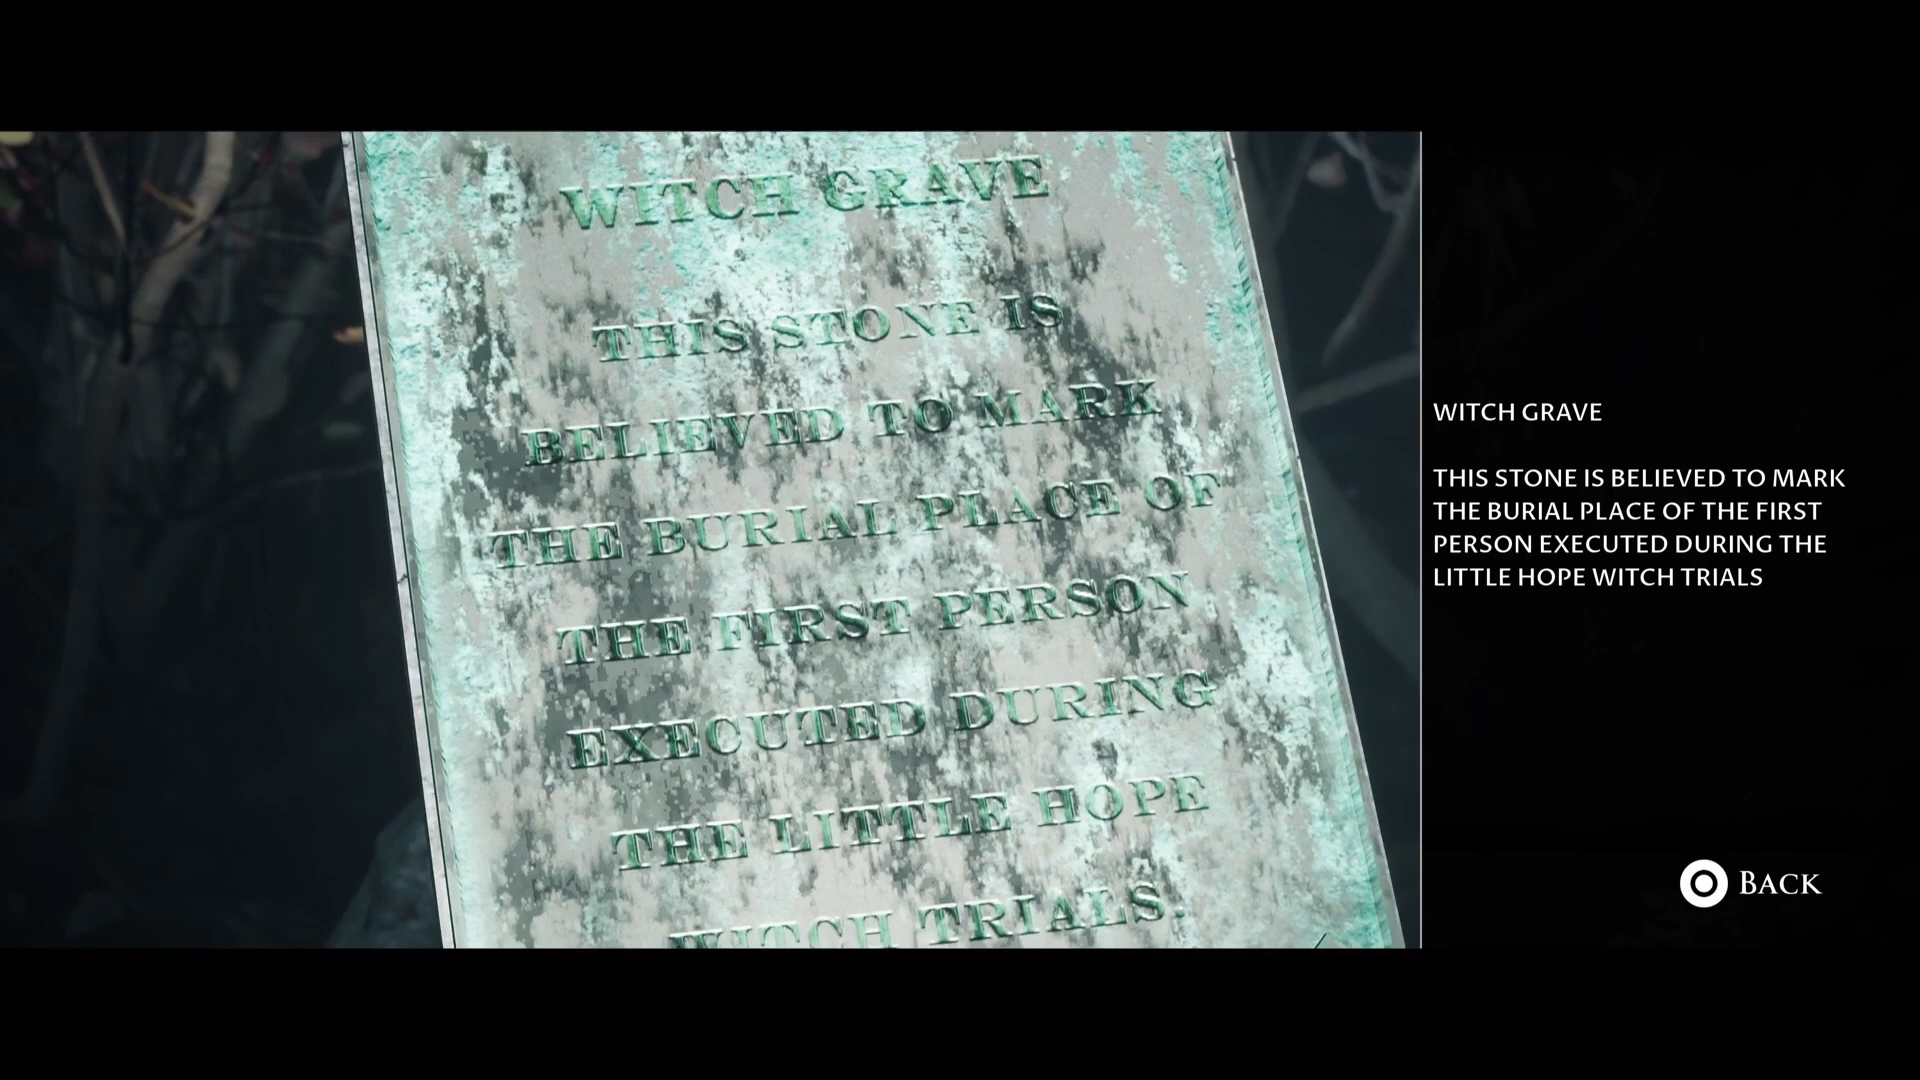 WITCH GRAVE
THIS STONE IS
BELIEVED TO MARK
THE BURIAL PLACE OF
THE FIRST PERSON
EXECUTED DURING
THE LITTLE HOPE
WITCH TRIALS.
WITCH GRAVE
THIS STONE IS BELIEVED TO MARK
THE BURIAL PLACE OF THE FIRST
PERSON EXECUTED DURING THE
LITTLE HOPE WITCH TRIALS
BACK